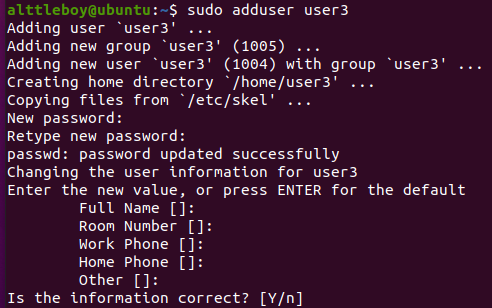 alttleboy@ubuntu:~$ sudo adduser user3
Adding user `user3' ...
Adding new group `user3' (1005) ...
Adding new user `user3' (1004) with group `user3' ...
Creating home directory `/home/user3' ...
Copying files from `/etc/skel' ...
New password:
Retype new password:
passwd: password updated successfully
Changing the user information for user3
Enter the new value, or press ENTER for the default
Full Name []:
Room Number []:
Work Phone []:
Home Phone []:
Other []:
Is the information correct? [Y/n]